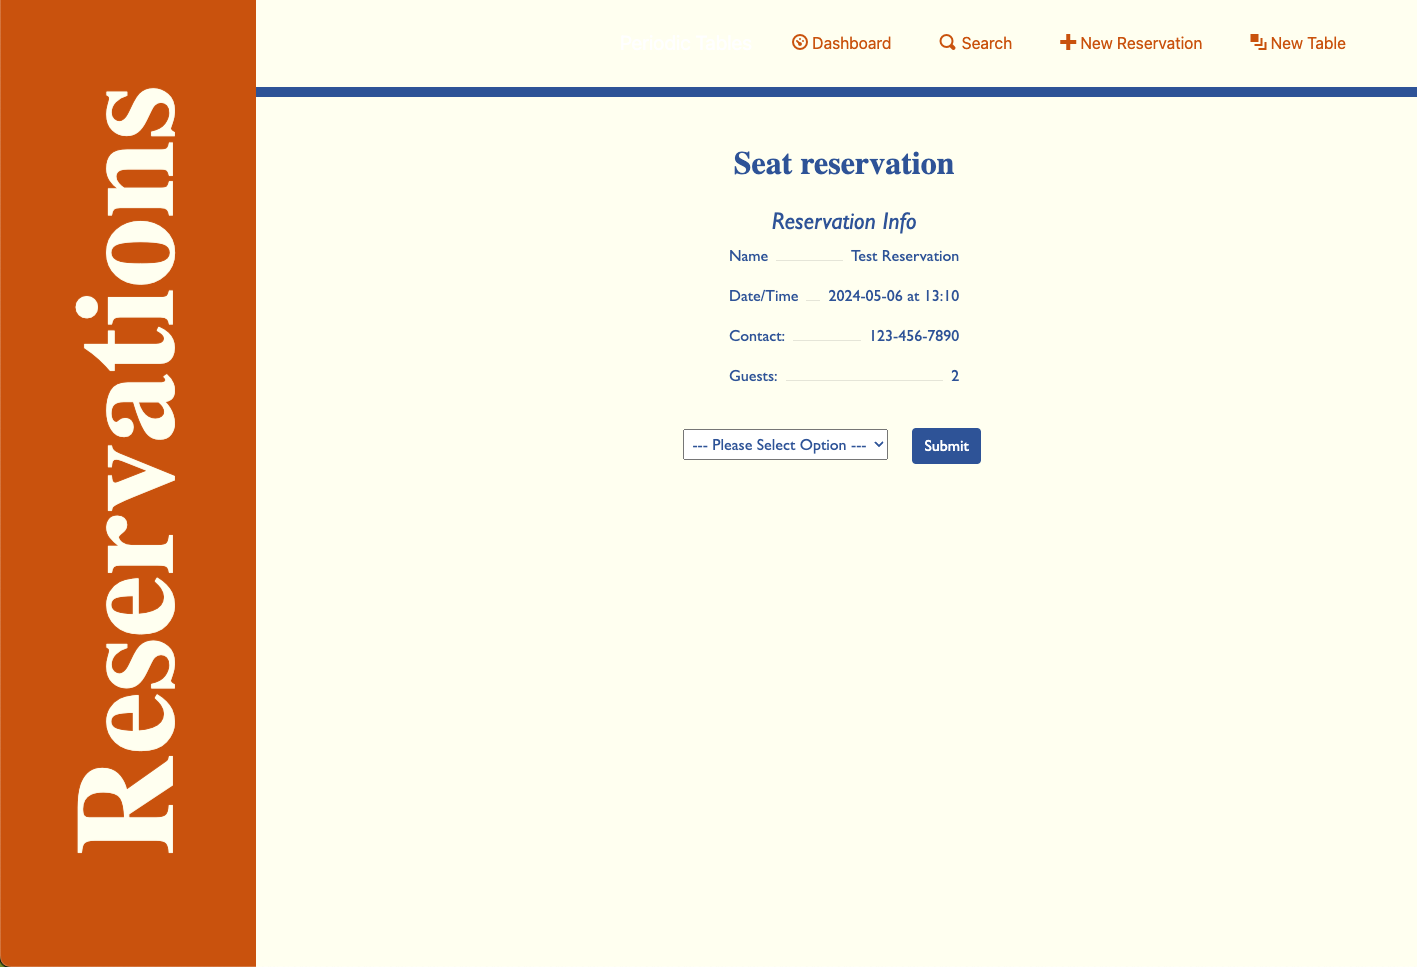 Reservations
Dashboard
Search
New Reservation
New Table
Seat reservation
Reservation Info
Name Test Reservation
Date/Time 2024-05-06 at 13:10
Contact: 123-456-7890
Guests: 2
--- Please Select Option ---
Submit